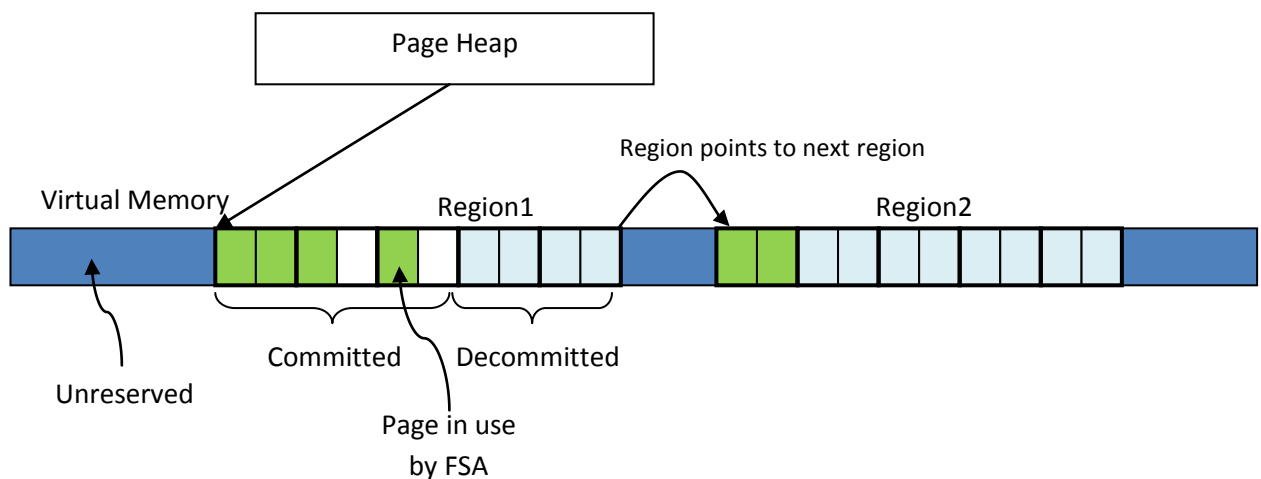 Page Heap
Region points to next region
Virtual Memory
Region1
Region2
Committed
Decommitted
Unreserved
Page in use
by FSA